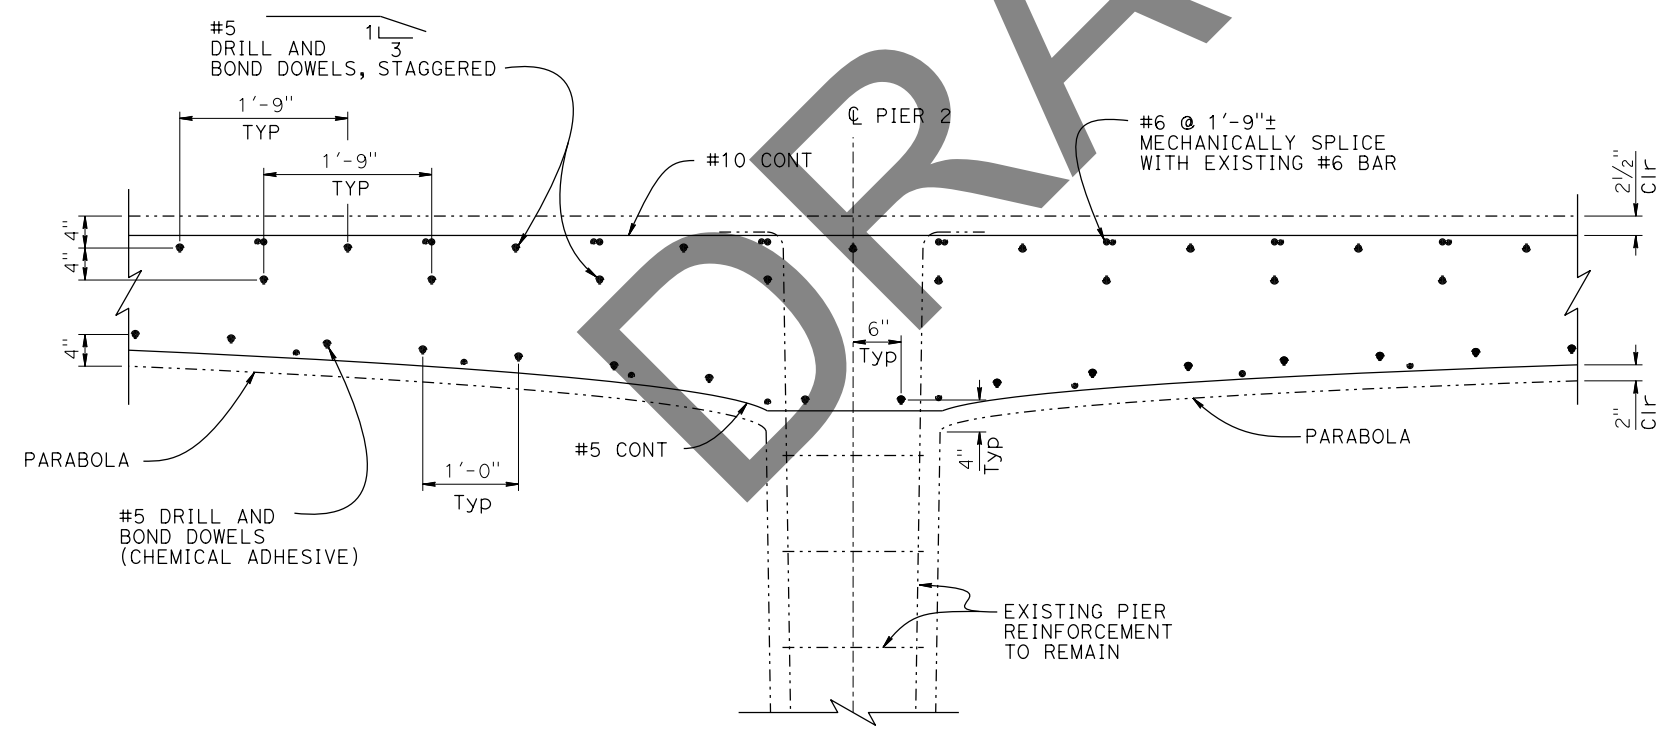 #5
DRILL AND
BOND DOWELS, STAGGERED
1
3
1'-9"
TYP
1'-9"
TYP
#10 CONT
℄ PIER 2
#6 @ 1'-9"±
MECHANICALLY SPLICE
WITH EXISTING #6 BAR
2½"
Clr
4"
4"
4"
6"
Typ
PARABOLA
#5 CONT
1'-0"
Typ
4"
Typ
PARABOLA
2"
Clr
#5 DRILL AND
BOND DOWELS
(CHEMICAL ADHESIVE)
EXISTING PIER
REINFORCEMENT
TO REMAIN
DRA